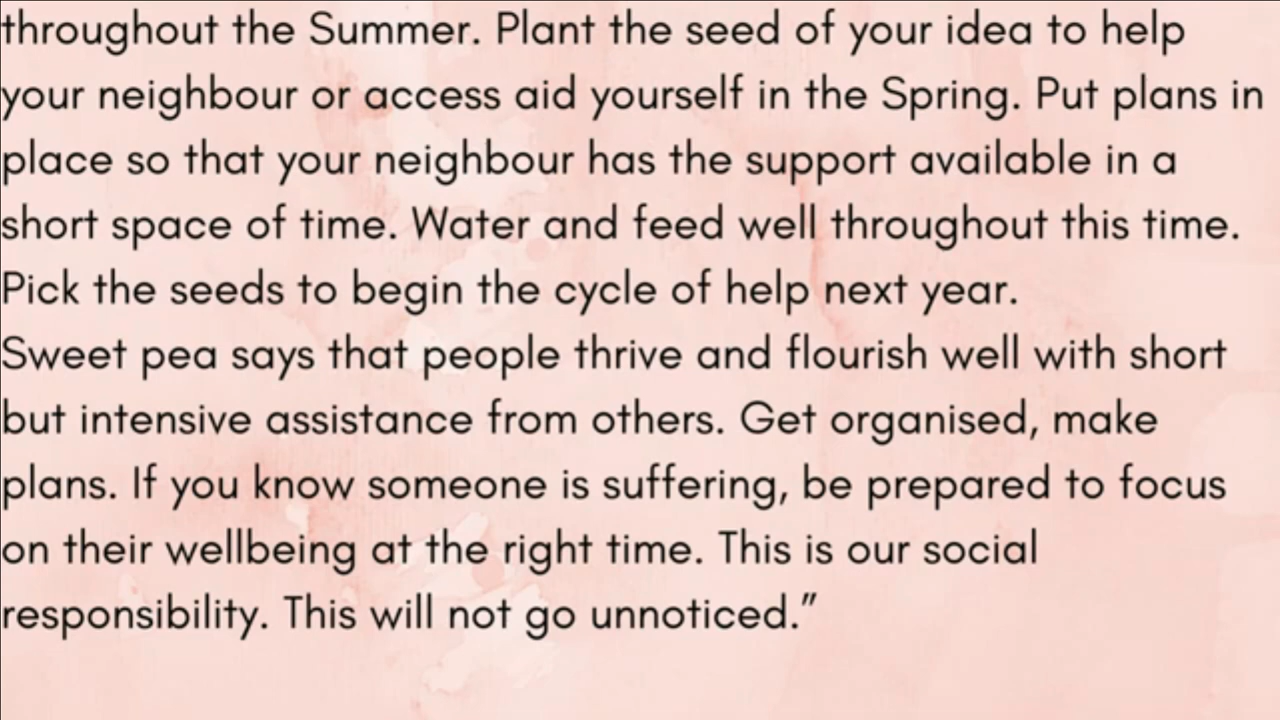 throughout the Summer. Plant the seed of your idea to help
your neighbour or access aid yourself in the Spring. Put plans in
place so that your neighbour has the support available in a
short space of time. Water and feed well throughout this time.
Pick the seeds to begin the cycle of help next year.
Sweet pea says that people thrive and flourish well with short
but intensive assistance from others. Get organised, make
plans. If you know someone is suffering, be prepared to focus
on their wellbeing at the right time. This is our social
responsibility. This will not go unnoticed.”